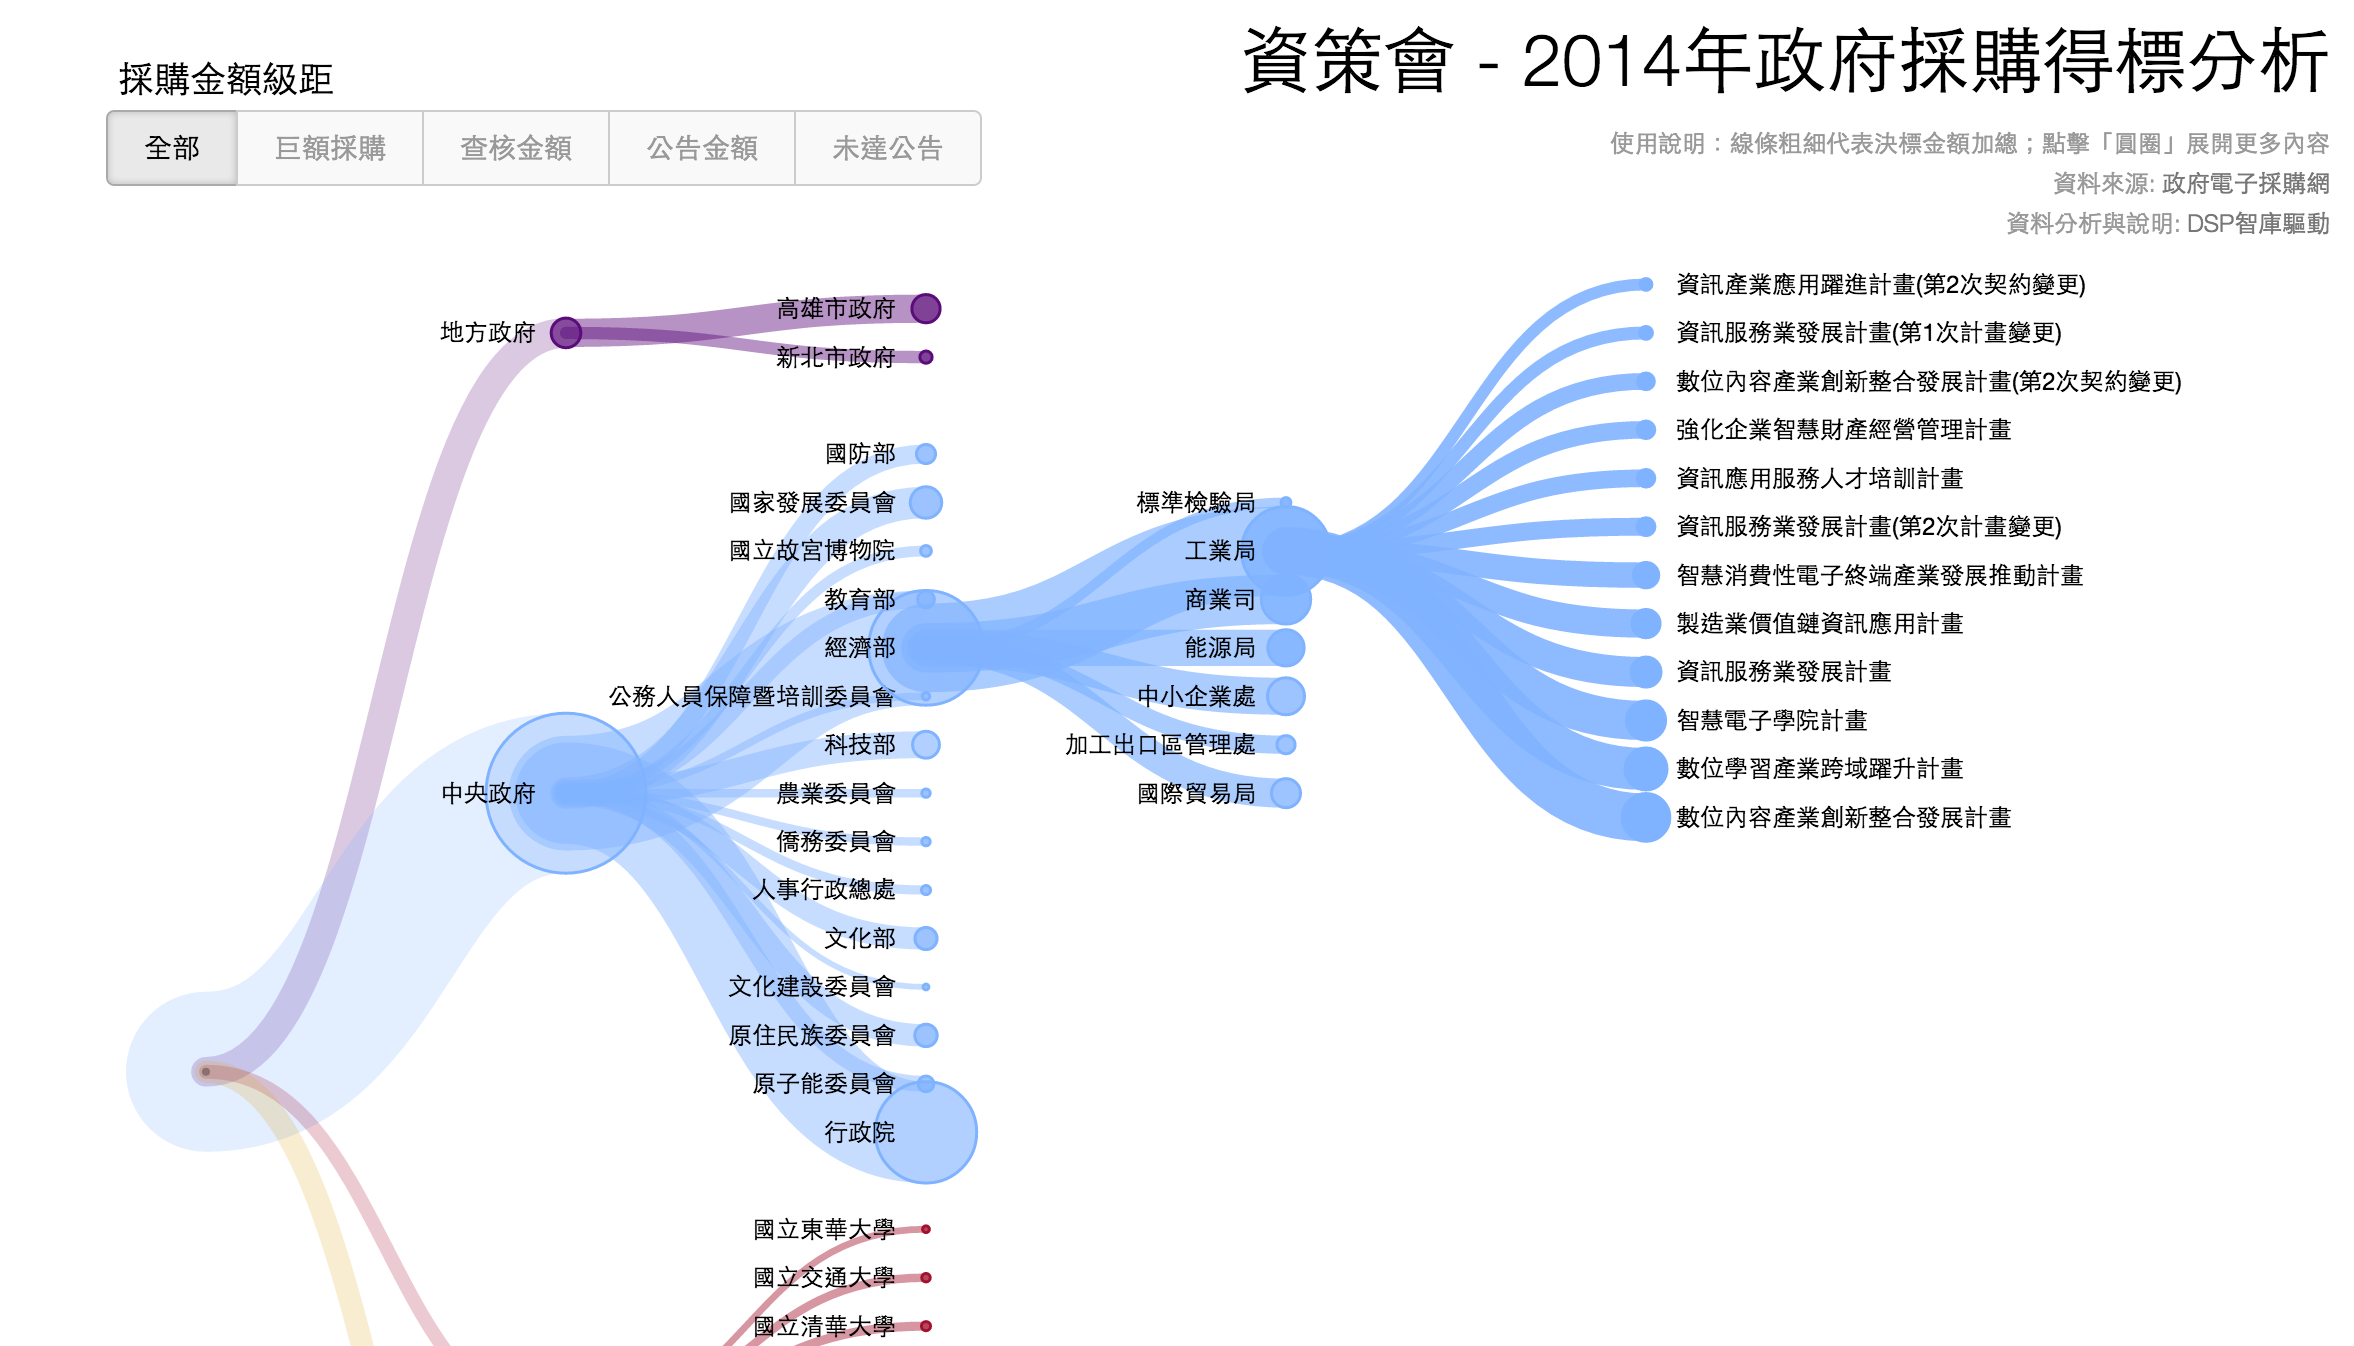 資策會 - 2014年政府採購得標分析
採購金額級距
全部
巨額採購
查核金額
公告金額
未達公告
使用說明：線條粗細代表決標金額加總；點擊「圓圈」展開更多內容
資料來源: 政府電子採購網
資料分析與說明: DSP智庫驅動
地方政府
高雄市政府
新北市政府
中央政府
國防部
國家發展委員會
國立故宮博物院
教育部
經濟部
公務人員保障暨培訓委員會
科技部
農業委員會
僑務委員會
人事行政總處
文化部
文化建設委員會
原住民族委員會
原子能委員會
行政院
國立東華大學
國立交通大學
國立清華大學
標準檢驗局
工業局
商業司
能源局
中小企業處
加工出口區管理處
國際貿易局
資訊產業應用躍進計畫(第2次契約變更)
資訊服務業發展計畫(第1次計畫變更)
數位內容產業創新整合發展計畫(第2次契約變更)
強化企業智慧財產經營管理計畫
資訊應用服務人才培訓計畫
資訊服務業發展計畫(第2次計畫變更)
智慧消費性電子終端產業發展推動計畫
製造業價值鏈資訊應用計畫
資訊服務業發展計畫
智慧電子學院計畫
數位學習產業跨域躍升計畫
數位內容產業創新整合發展計畫